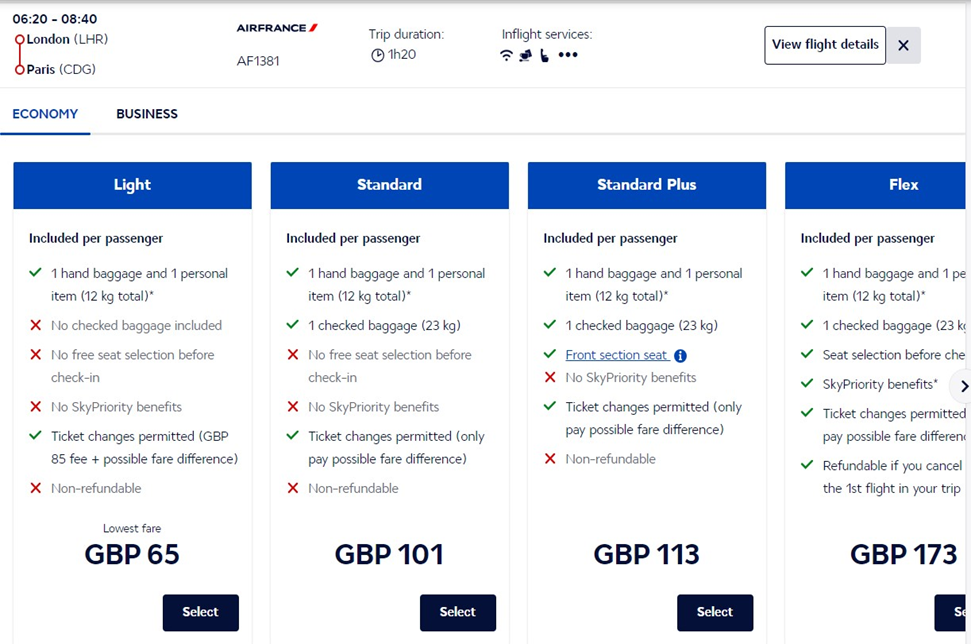 06:20 - 08:40
London (LHR)
Paris (CDG)
AIRFRANCE
AF1381
Trip duration:
1h20
Inflight services:
View flight details
ECONOMY
BUSINESS
Light
Included per passenger
1 hand baggage and 1 personal
item (12 kg total)*
No checked baggage included
No free seat selection before
check-in
No SkyPriority benefits
Ticket changes permitted (GBP
85 fee + possible fare difference)
Non-refundable
Lowest fare
GBP 65
Select
Standard
Included per passenger
1 hand baggage and 1 personal
item (12 kg total)*
1 checked baggage (23 kg)
No free seat selection before
check-in
No SkyPriority benefits
Ticket changes permitted (only
pay possible fare difference)
Non-refundable
GBP 101
Select
Standard Plus
Included per passenger
1 hand baggage and 1 personal
item (12 kg total)*
1 checked baggage (23 kg)
Front section seat
No SkyPriority benefits
Ticket changes permitted (only
pay possible fare difference)
Non-refundable
GBP 113
Select
Flex
Included per passenger
1 hand baggage and 1 pe
item (12 kg total)*
1 checked baggage (23 kg
Seat selection before che
SkyPriority benefits*
Ticket changes permitted
pay possible fare differen
Refundable if you cancel
the 1st flight in your trip
GBP 173
Se